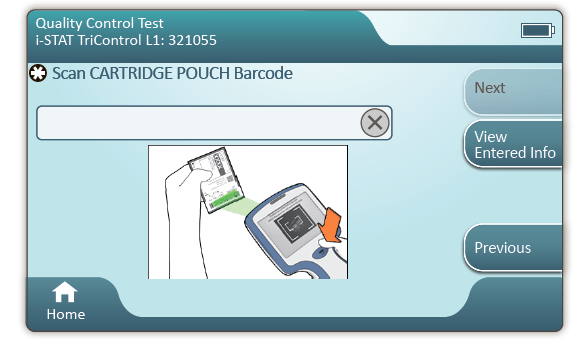 Quality Control Test
i-STAT TriControl L1: 321055
Scan CARTRIDGE POUCH Barcode
Next
View
Entered Info
Previous
Home